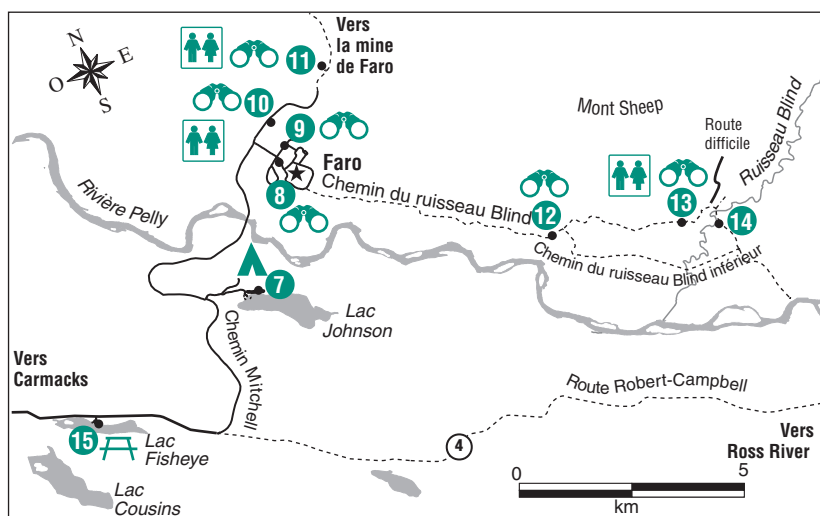 N
E
O
S
Vers
la mine
de Faro
11
10
9
Faro
8
Mont Sheep
Route
difficile
Ruisseau Blind
Chemin du ruisseau Blind
12
13
14
Chemin du ruisseau Blind inférieur
Rivière Pelly
7
Lac
Johnson
Chemin Mitchell
Vers
Carmacks
Route Robert-Campbell
15
Lac
Fisheye
4
Vers
Ross River
Lac
Cousins
0
5
km